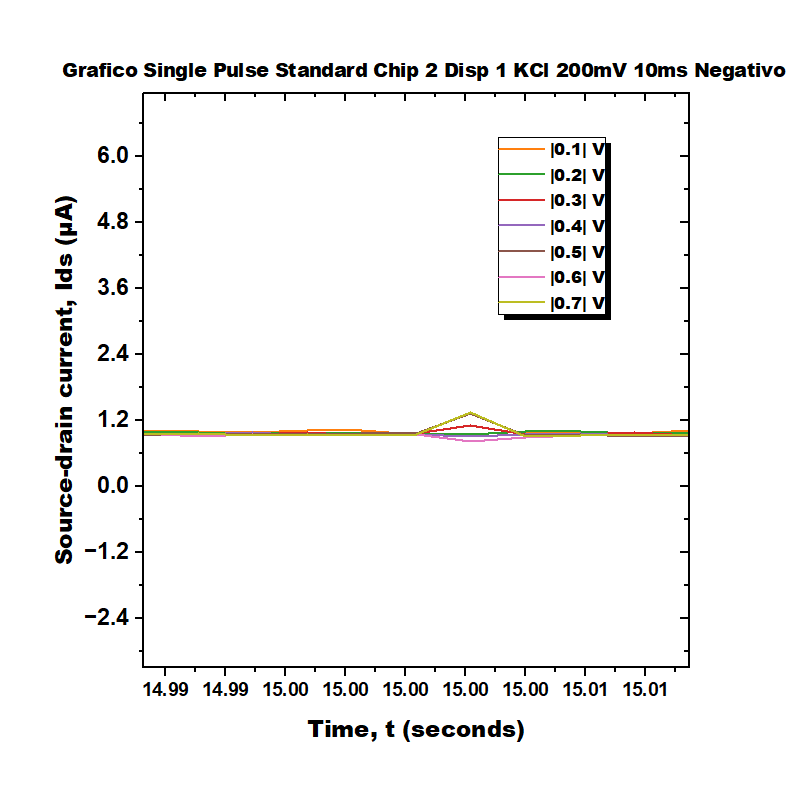 Grafico Single Pulse Standard Chip 2 Disp 1 KCl 200mV 10ms Negativo
|0.1| V
|0.2| V
|0.3| V
|0.4| V
|0.5| V
|0.6| V
|0.7| V
6.0
4.8
3.6
2.4
1.2
0.0
−1.2
−2.4
Source-drain current, Ids (μA)
14.99 14.99 15.00 15.00 15.00 15.00 15.00 15.01 15.01
Time, t (seconds)